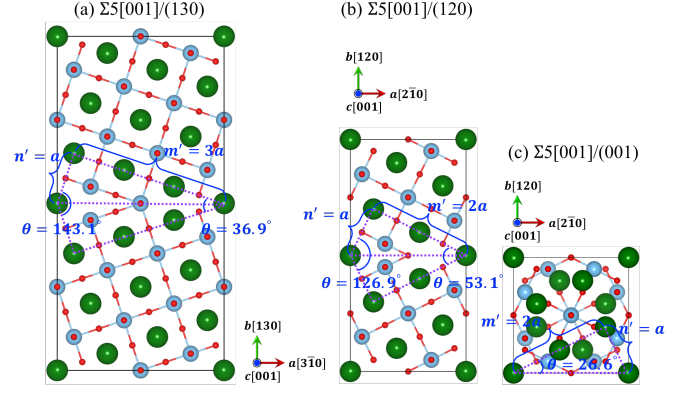 (a) Σ5[001]/(130)
n′ = a
m′ = 3a
θ = 143.1°
θ = 36.9°
b[130]
c[001]
a[31̄0]
(b) Σ5[001]/(120)
b[120]
a[21̄0]
c[001]
n′ = a
m′ = 2a
θ = 126.9°
θ = 53.1°
(c) Σ5[001]/(001)
b[120]
a[21̄0]
c[001]
m′ = 2a
n′ = a
θ = 26.6°